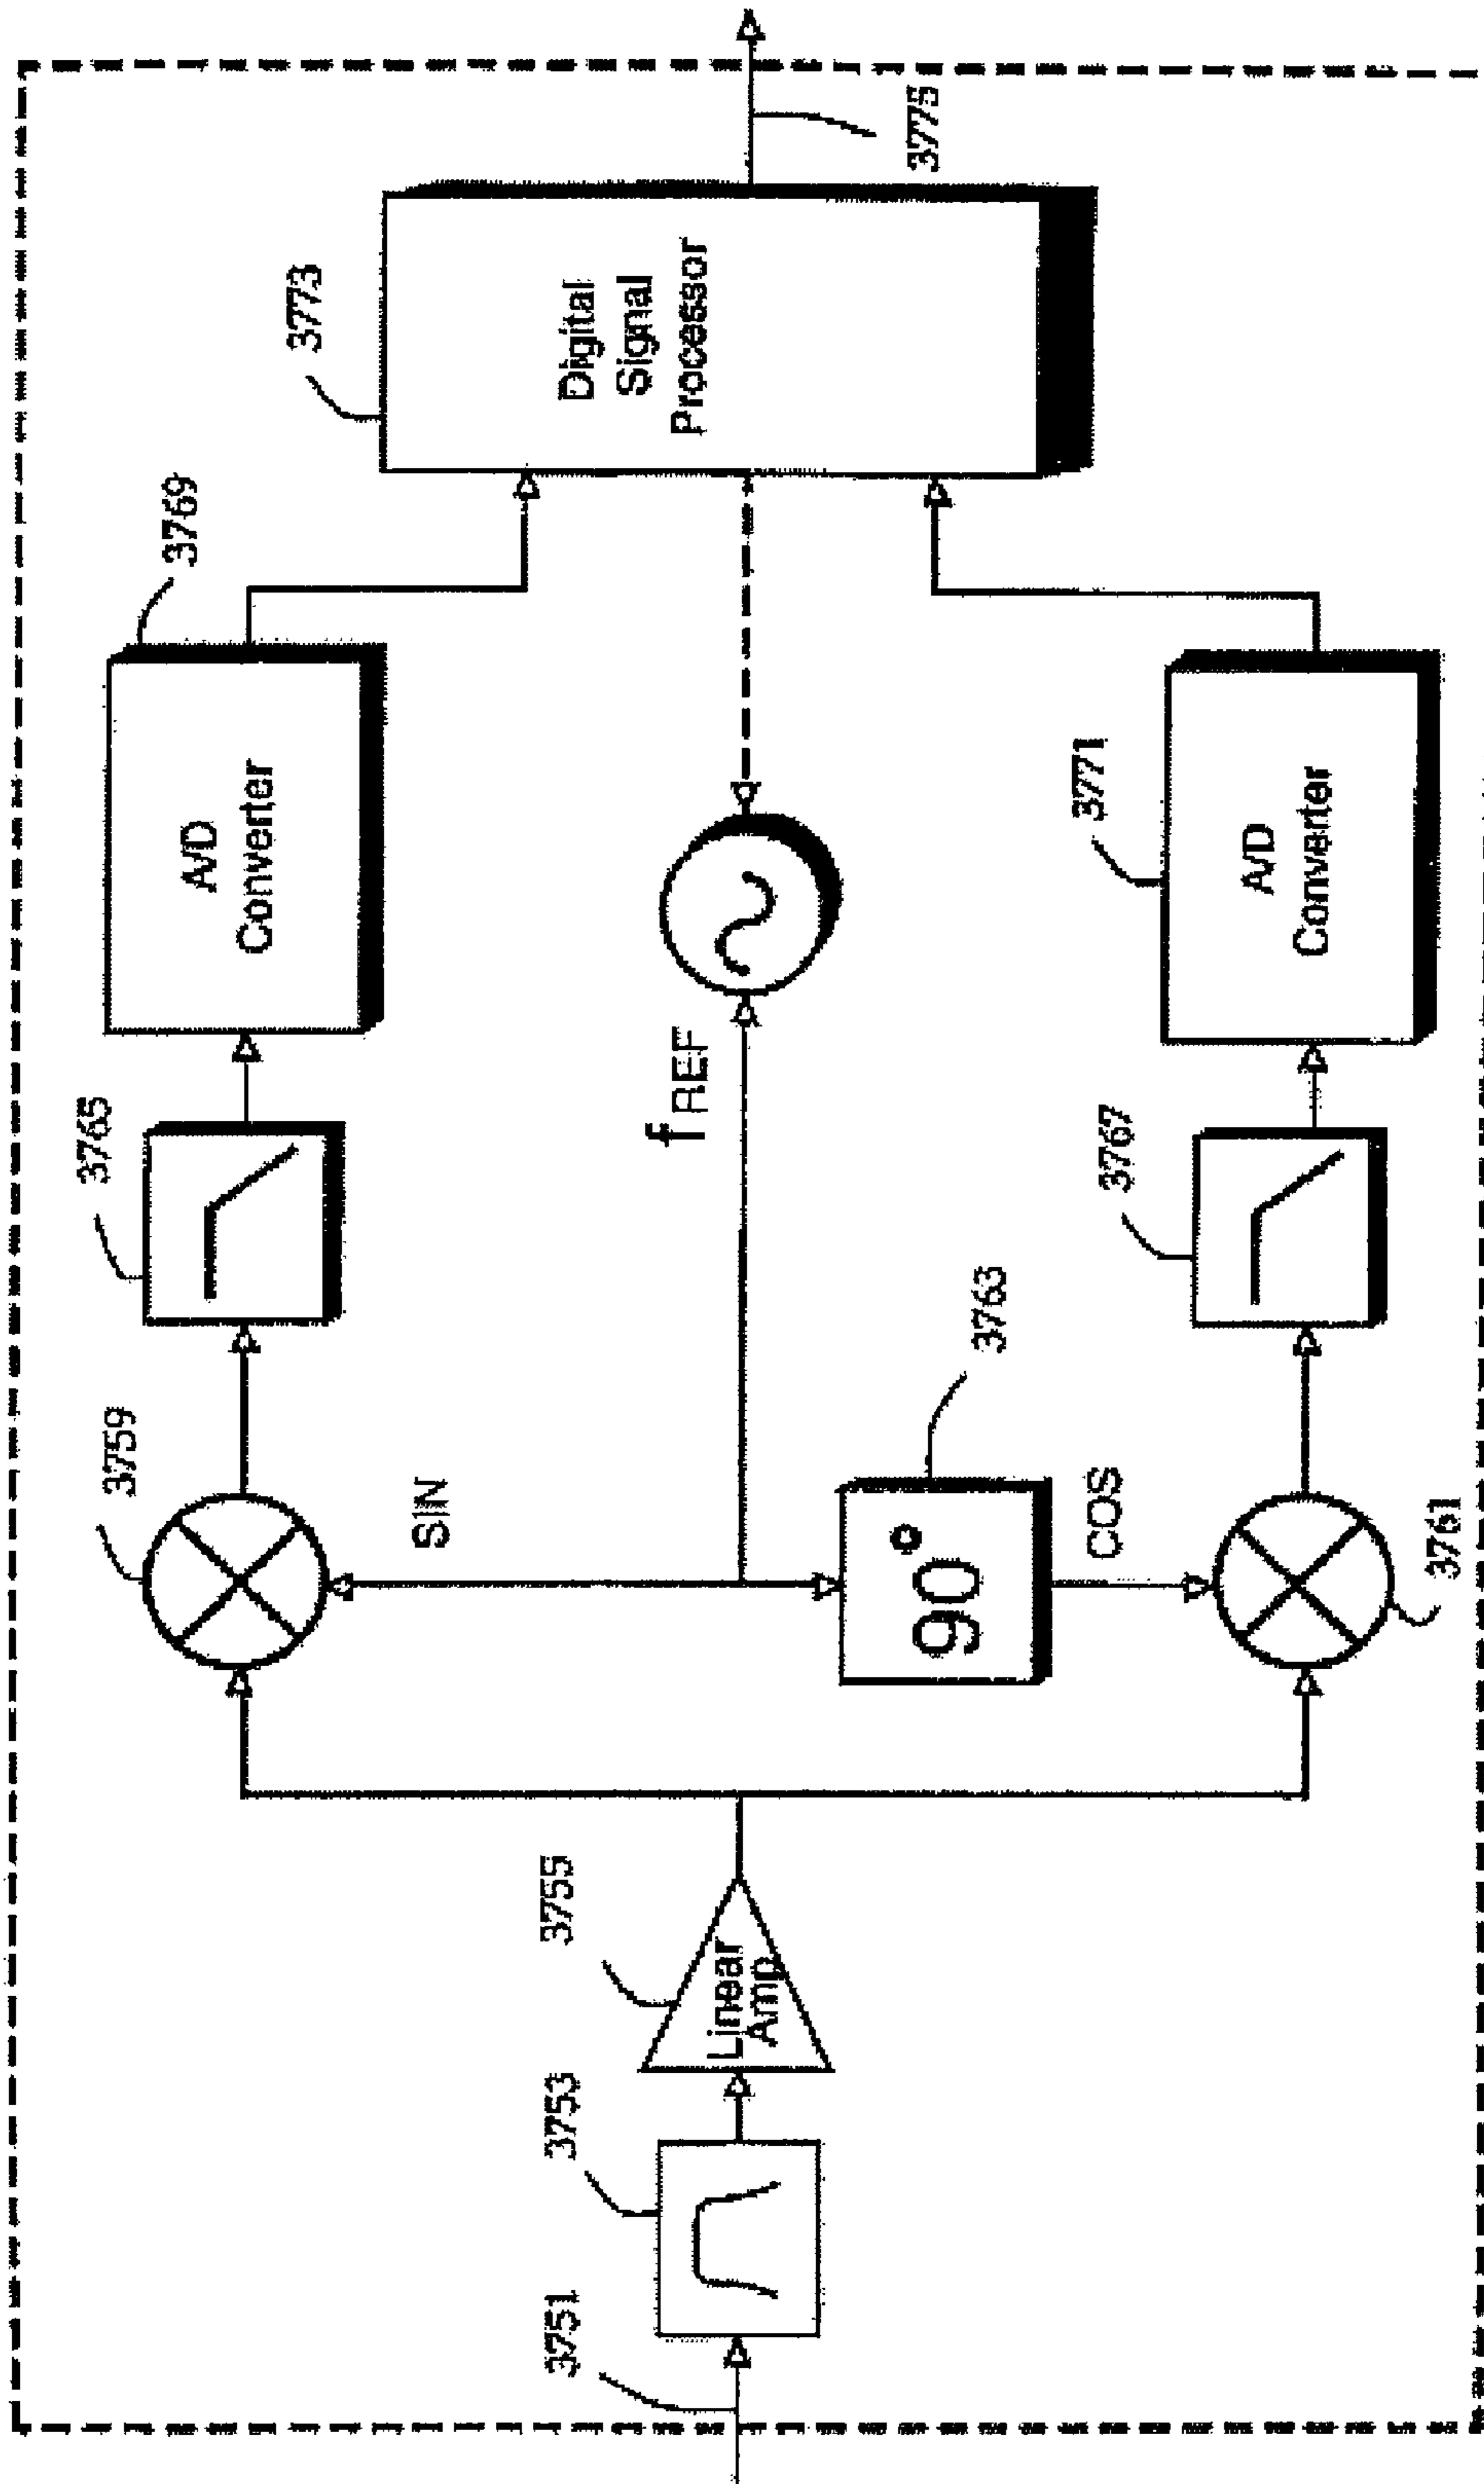 3751
3753
3755
Linear
Amp
3759
SIN
3763
90°
COS
3761
3765
fREF
3767
3769
A/D
Converter
3771
A/D
Converter
3773
Digital
Signal
Processor
3775